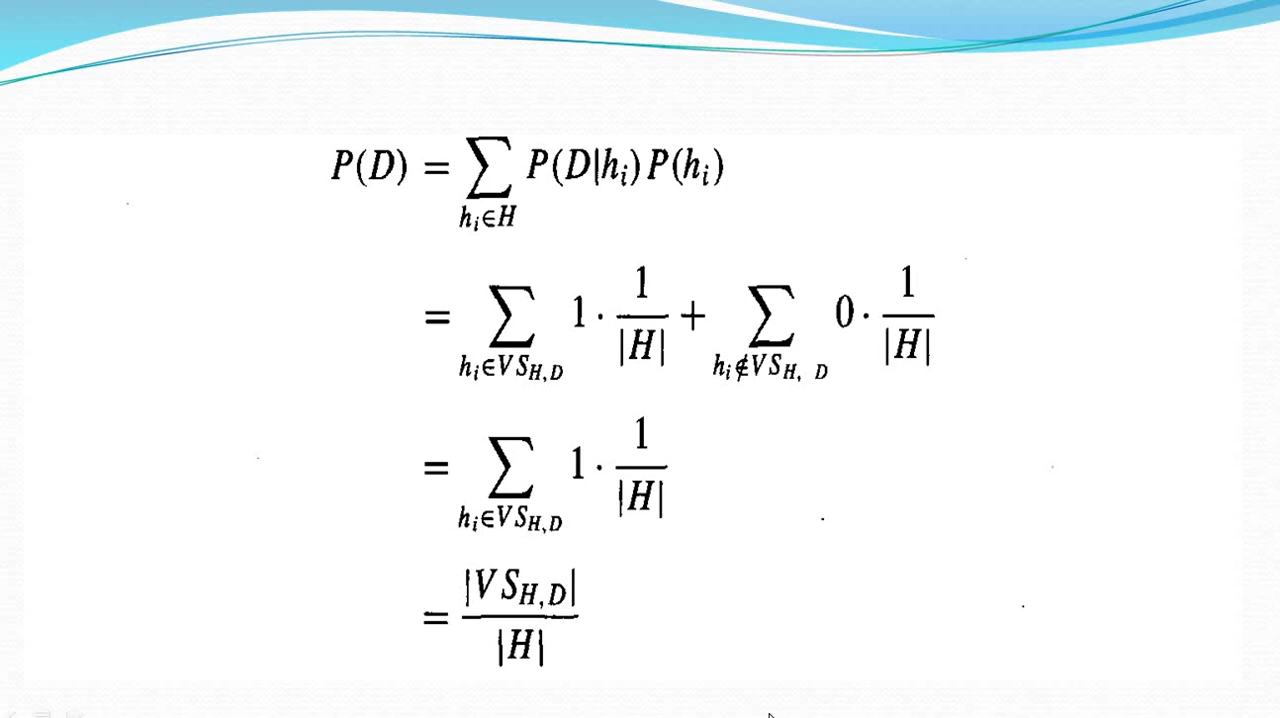 P(D) = ∑_{h_i∈H} P(D|h_i)P(h_i)
= ∑_{h_i∈VS_{H,D}} 1 · 1/|H| + ∑_{h_i∉VS_{H, D}} 0 · 1/|H|
= ∑_{h_i∈VS_{H,D}} 1 · 1/|H|
= |VS_{H,D}|/|H|